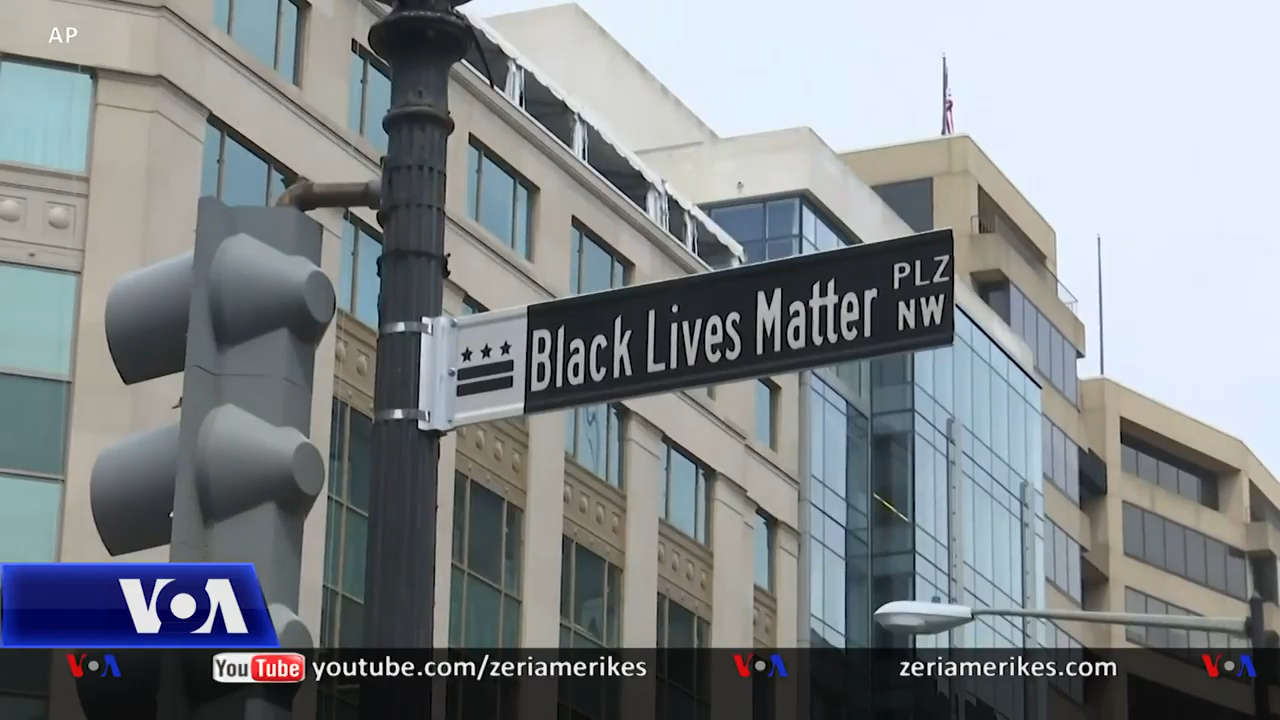 AP
Black Lives Matter PLZ NW
VOA
VOA YouTube youtube.com/zeriamerikes VOA zeriamerikes.com VOA